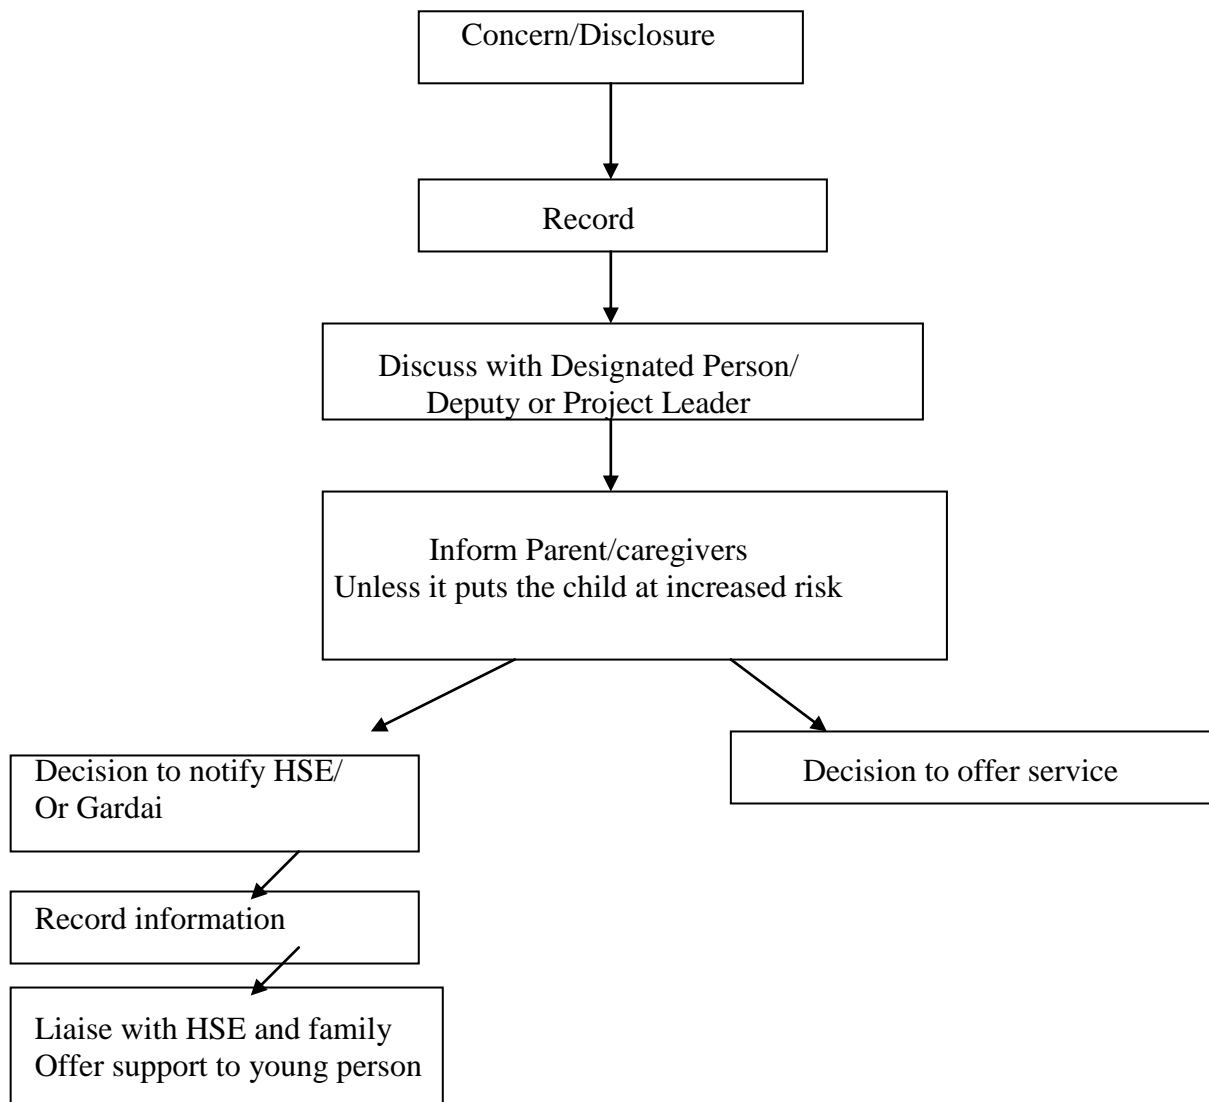 Concern/Disclosure
Record
Discuss with Designated Person/
Deputy or Project Leader
Inform Parent/caregivers
Unless it puts the child at increased risk
Decision to notify HSE/
Or Gardai
Decision to offer service
Record information
Liaise with HSE and family
Offer support to young person